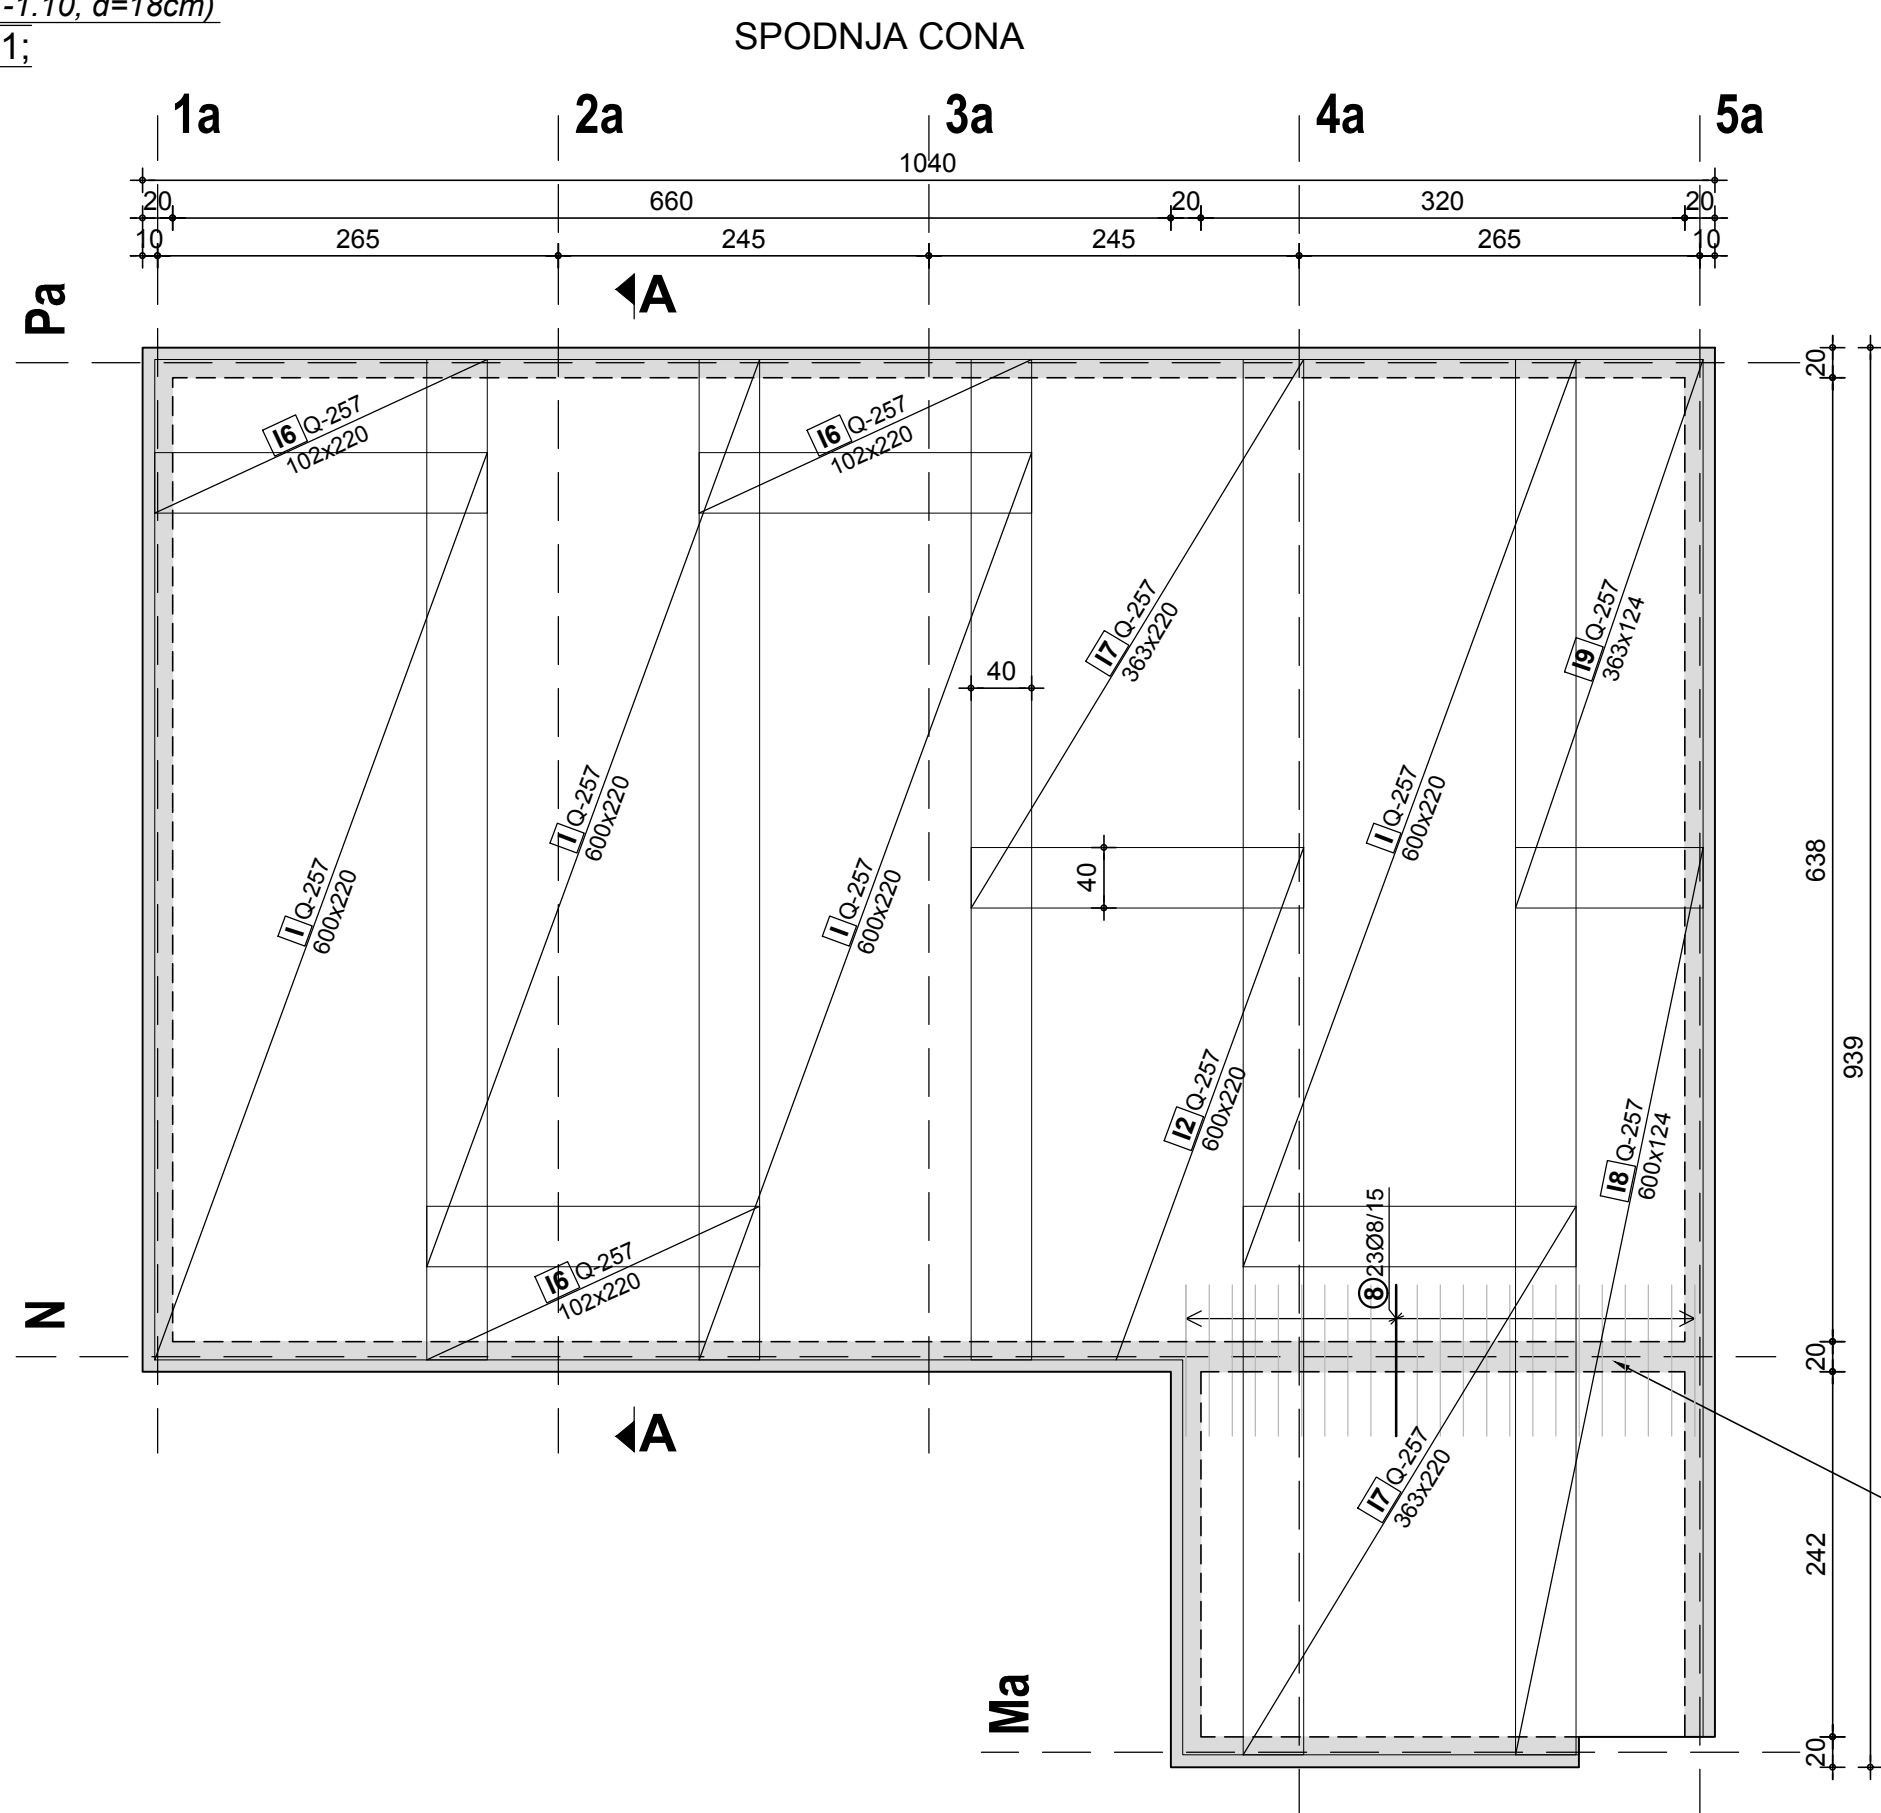 -1.10, d=18cm)
1;
SPODNJA CONA
1a
2a
3a
4a
5a
1040
20
660
20
320
20
10
265
245
245
265
10
A
Pa
20
I6 Q-257
102x220
I6 Q-257
102x220
I7 Q-257
363x220
I9 Q-257
363x124
40
I Q-257
600x220
I Q-257
600x220
I Q-257
600x220
I Q-257
600x220
40
638
939
I2 Q-257
600x220
I8 Q-257
600x124
8 23Ø8/15
I6 Q-257
102x220
N
20
A
I7 Q-257
363x220
242
Ma
20